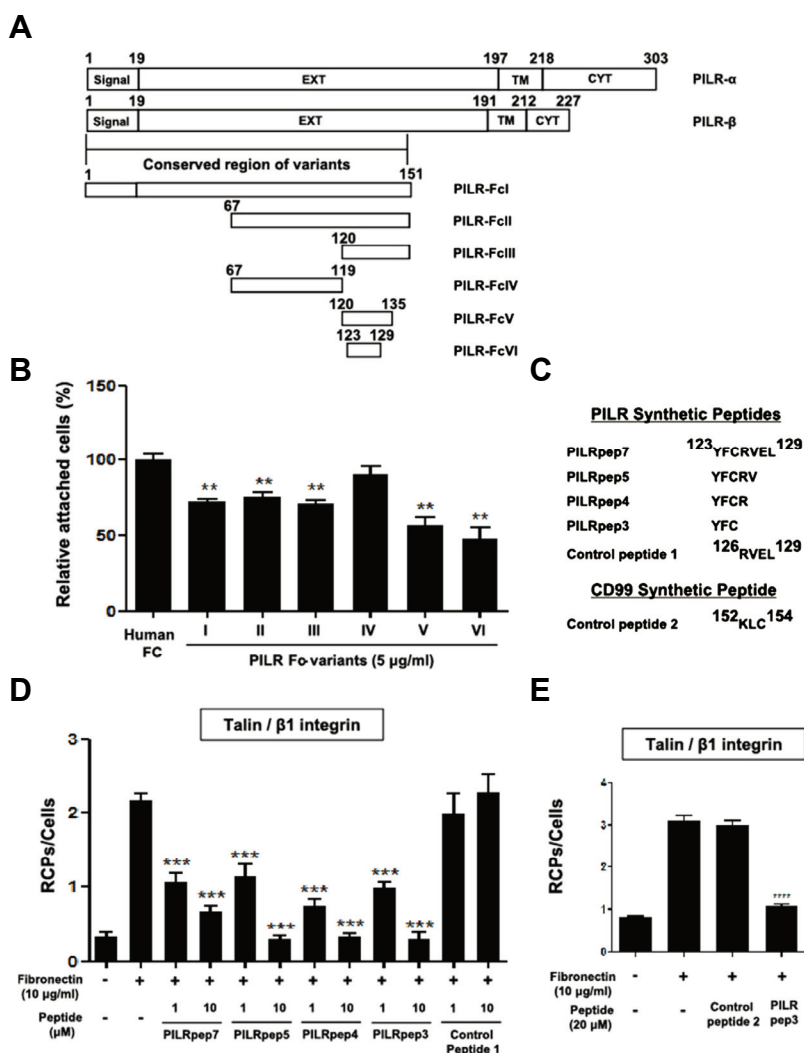 A
1 19 197 218 303
Signal EXT TM CYT PILR-α
1 19 191 212 227
Signal EXT TM CYT PILR-β
Conserved region of variants
1 151
PILR-FcI
67
PILR-FcII
120
PILR-FcIII
67 119
PILR-FcIV
120 135
PILR-FcV
123 129
PILR-FcVI
B
Relative attached cells (%)
150
100
50
0
** ** ** ** **
Human FC I II III IV V VI
PILR Fc-variants (5 μg/ml)
C
PILR Synthetic Peptides
PILRpep7 123YFCRVEL129
PILRpep5 YFCRV
PILRpep4 YFCR
PILRpep3 YFC
Control peptide 1 126RVEL129
CD99 Synthetic Peptide
Control peptide 2 152KLC154
D
Talin / β1 integrin
RCPs/Cells
3
2
1
0
*** *** *** *** *** *** *** ***
Fibronectin (10 μg/ml) - + + + + + + + + + + +
Peptide (μM) - - 1 10 1 10 1 10 1 10 1 10
PILRpep7 PILRpep5 PILRpep4 PILRpep3 Control Peptide 1
E
Talin / β1 integrin
RCPs/Cells
4
3
2
1
0
****
Fibronectin (10 μg/ml) - + + +
Peptide (20 μM) - - Control peptide 2 PILR pep3